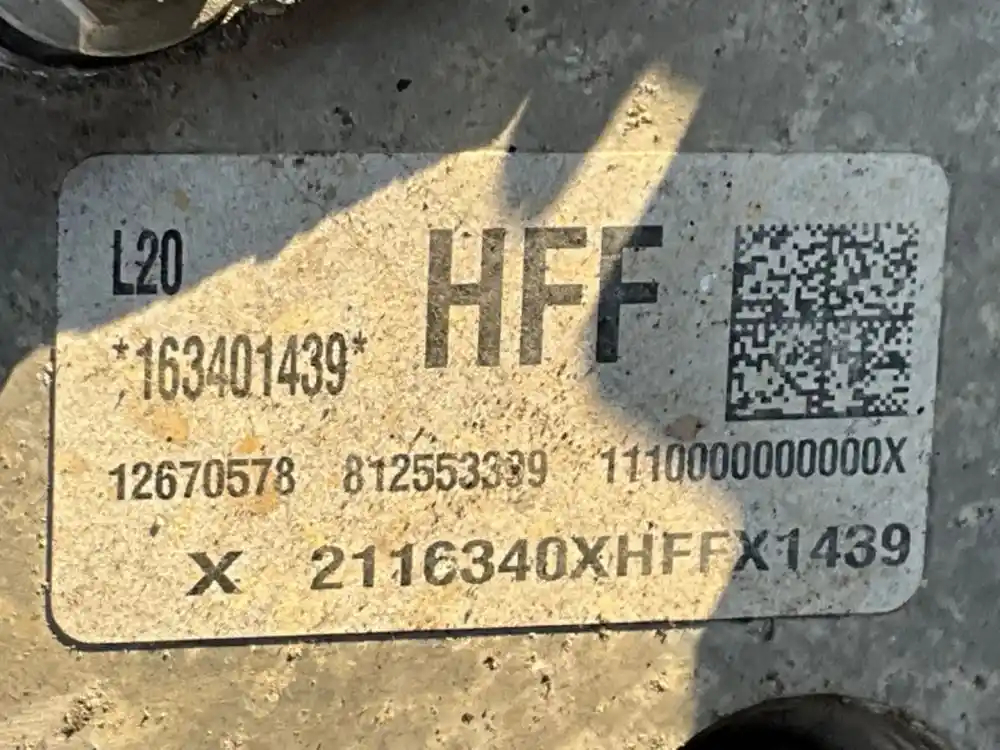 L20 HFF
*163401439*
12670578 812553399 1110000000000X
X 2116340XHFFX1439